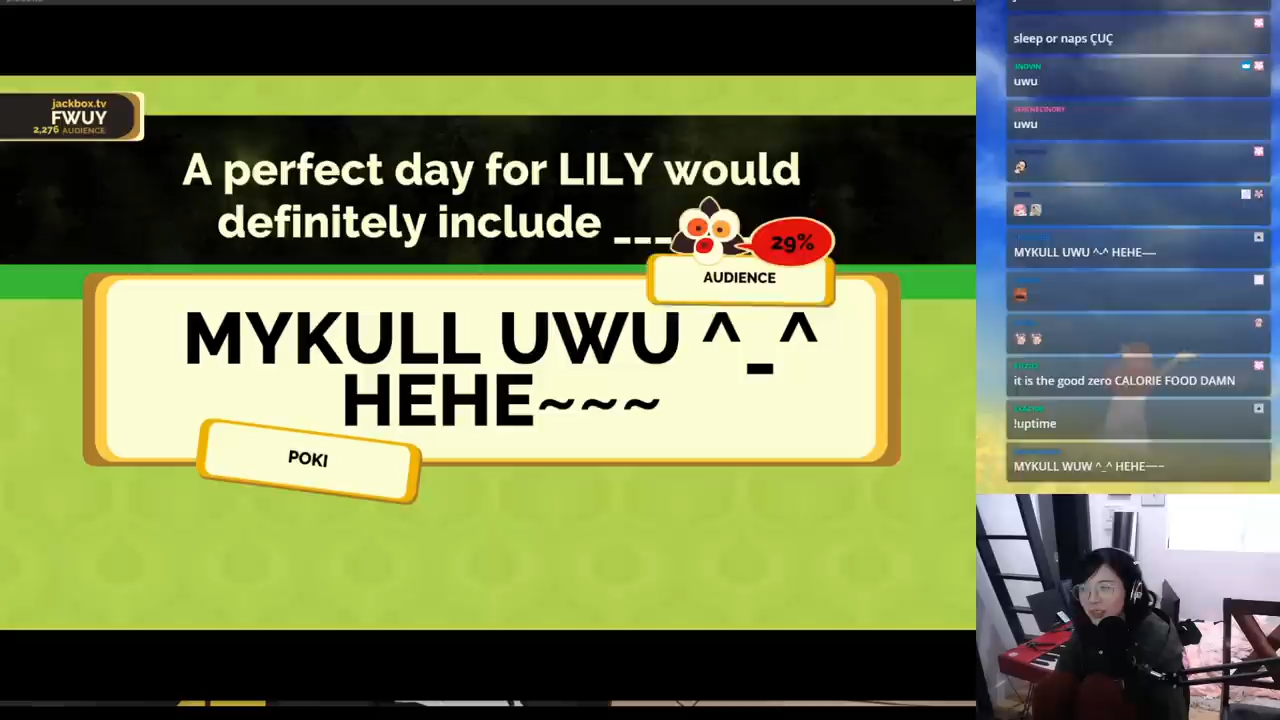 jackbox.tv
FWUY
2,276 AUDIENCE
A perfect day for LILY would
definitely include ___
29%
AUDIENCE
MYKULL UWU ^_^
HEHE~~~
POKI
sleep or naps ÇUÇ
uwu
uwu
MYKULL UWU ^-^ HEHE----
it is the good zero CALORIE FOOD DAMN
!uptime
MYKULL WUW ^_^ HEHE----